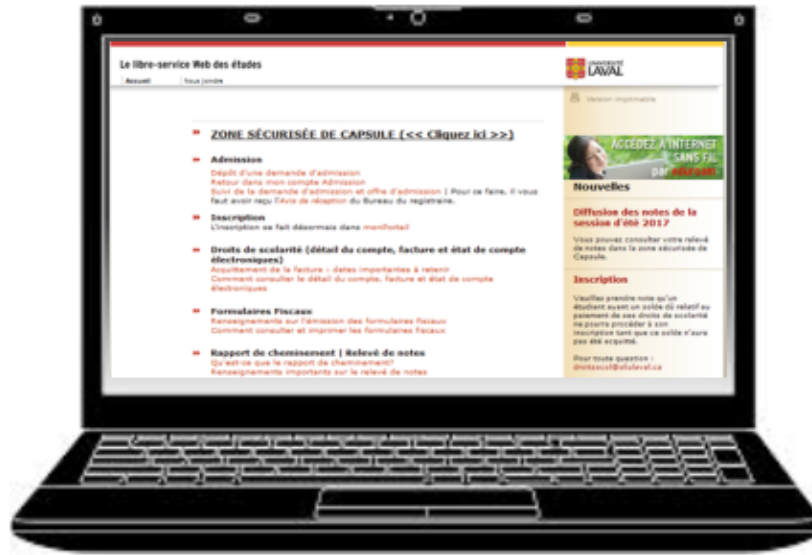 Le libre-service Web des études
Accueil
Nous joindre
UNIVERSITÉ
LAVAL
Version imprimable
ZONE SÉCURISÉE DE CAPSULE (<< Cliquez ici >>)
Admission
Dépôt d'une demande d'admission
Retour dans mon compte Admission
Suivi de la demande d'admission et offre d'admission | Pour ce faire, il vous
faut avoir reçu l'Avis de réception du Bureau du registraire.
Inscription
L'inscription se fait désormais dans monPortail
Droits de scolarité (détail du compte, facture et état de compte
électroniques)
Acquittement de la facture : dates importantes à retenir
Comment consulter le détail du compte, facture et état de compte
électroniques
Formulaires Fiscaux
Renseignements sur l'émission des formulaires fiscaux
Comment consulter et imprimer les formulaires fiscaux
Rapport de cheminement | Relevé de notes
Qu'est-ce que le rapport de cheminement?
Renseignements importants sur le relevé de notes
ACCÉDEZ À INTERNET
SANS FIL
par
Nouvelles
Diffusion des notes de la
session d'été 2017
Vous pouvez consulter votre relevé
de notes dans la zone sécurisée de
Capsule.
Inscription
Veuillez prendre note qu'un
étudiant ayant un solde dû relatif au
paiement de ses droits de scolarité
ne pourra procéder à son
inscription tant que ce solde n'aura
pas été acquitté.
Pour toute question :